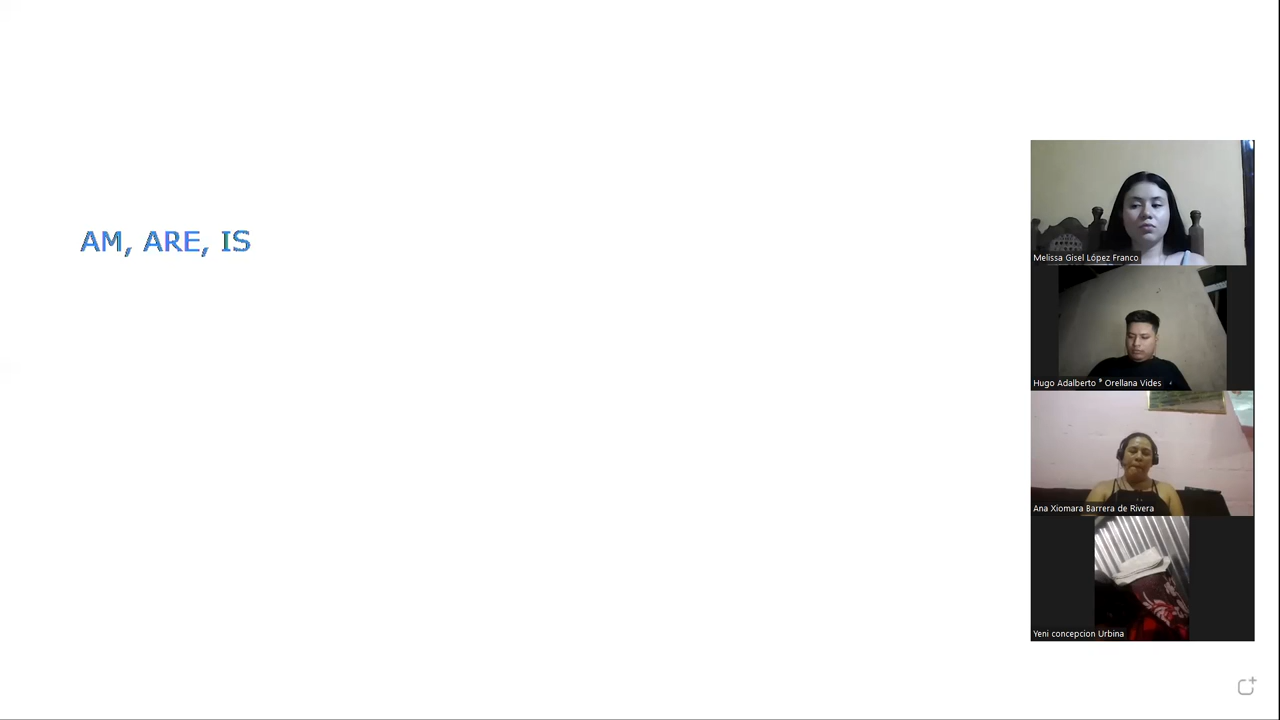 AM, ARE, IS
Melissa Gisel López Franco
Hugo Adalberto ª Orellana Vides
Ana Xiomara Barrera de Rivera
Yeni concepcion Urbina